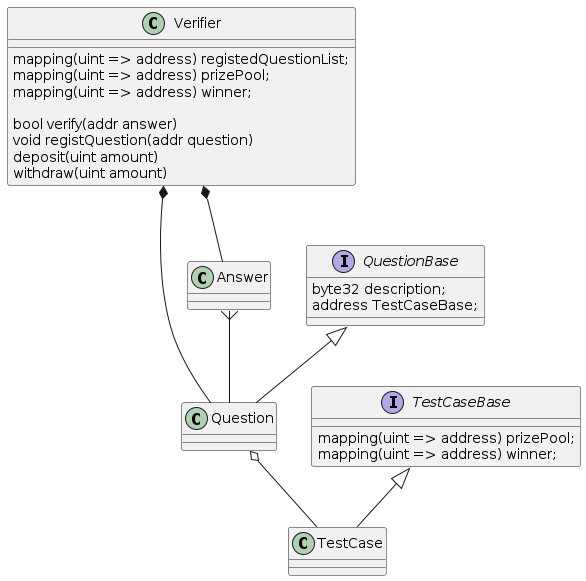 C Verifier
mapping(uint => address) registedQuestionList;
mapping(uint => address) prizePool;
mapping(uint => address) winner;
bool verify(addr answer)
void registQuestion(addr question)
deposit(uint amount)
withdraw(uint amount)
C Answer
I QuestionBase
byte32 description;
address TestCaseBase;
C Question
I TestCaseBase
mapping(uint => address) prizePool;
mapping(uint => address) winner;
C TestCase